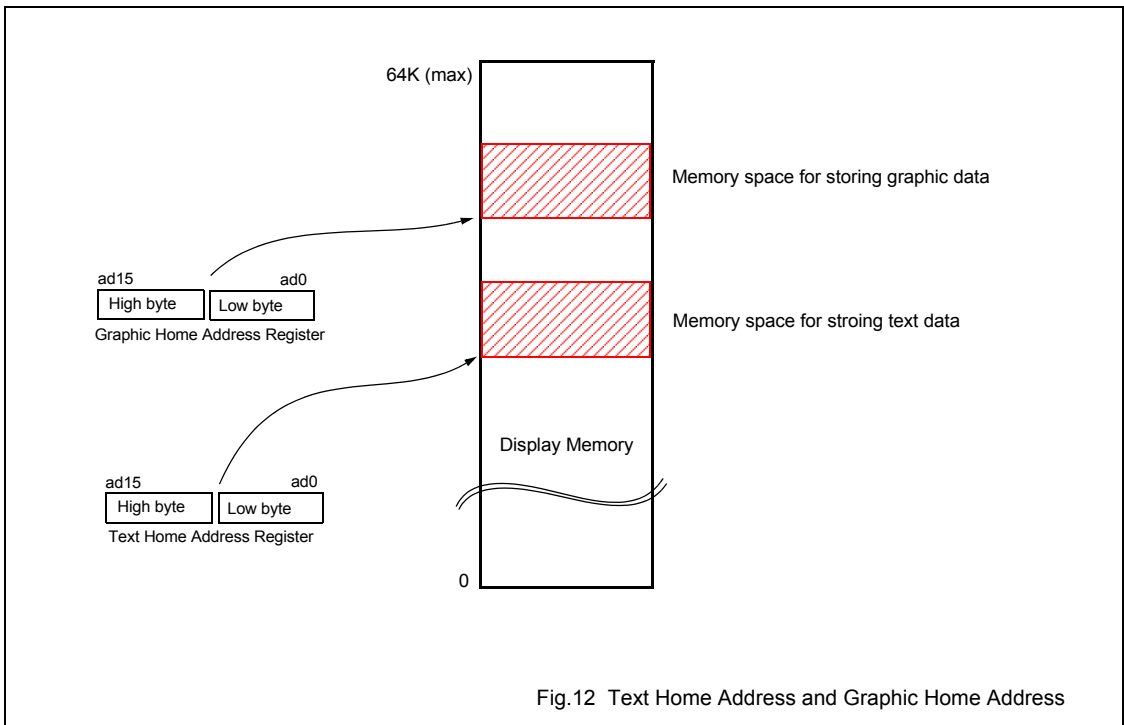 64K (max)
Memory space for storing graphic data
ad15 ad0
High byte Low byte
Graphic Home Address Register
Memory space for stroing text data
Display Memory
ad15 ad0
High byte Low byte
Text Home Address Register
0
Fig.12 Text Home Address and Graphic Home Address